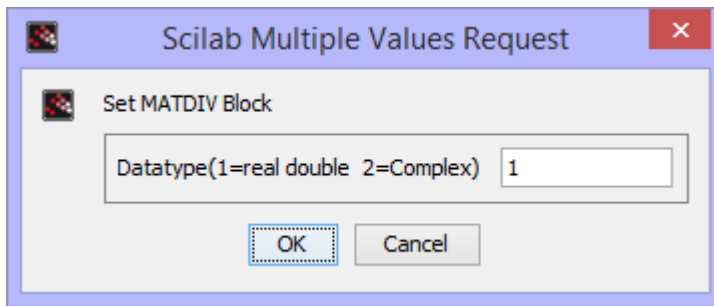 Scilab Multiple Values Request
Set MATDIV Block
Datatype(1=real double  2=Complex) 1
OK Cancel